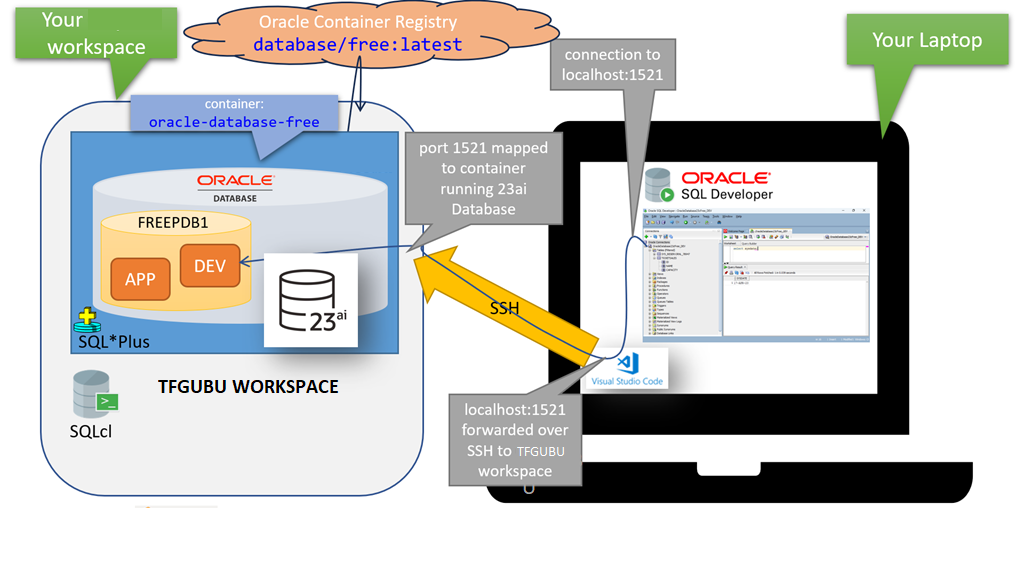 Your
workspace
Oracle Container Registry
database/free:latest
connection to
localhost:1521
Your Laptop
container:
oracle-database-free
port 1521 mapped
to container
running 23ai
Database
ORACLE
DATABASE
FREEPDB1
APP
DEV
23ai
SQL*Plus
TFGUBU WORKSPACE
SQLcl
SSH
ORACLE
SQL Developer
Visual Studio Code
localhost:1521
forwarded over
SSH to TFGUBU
workspace